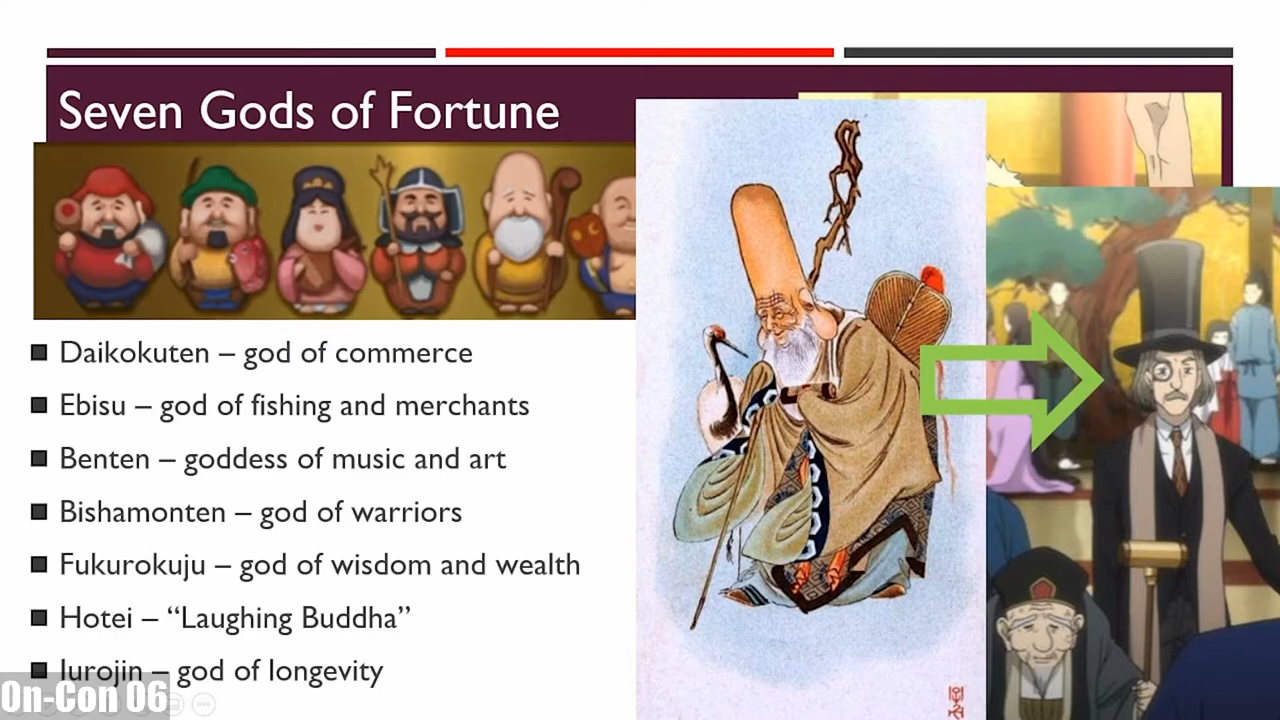 Seven Gods of Fortune
Daikokuten – god of commerce
Ebisu – god of fishing and merchants
Benten – goddess of music and art
Bishamonten – god of warriors
Fukurokuju – god of wisdom and wealth
Hotei – “Laughing Buddha”
Jurojin – god of longevity
On-Con 06